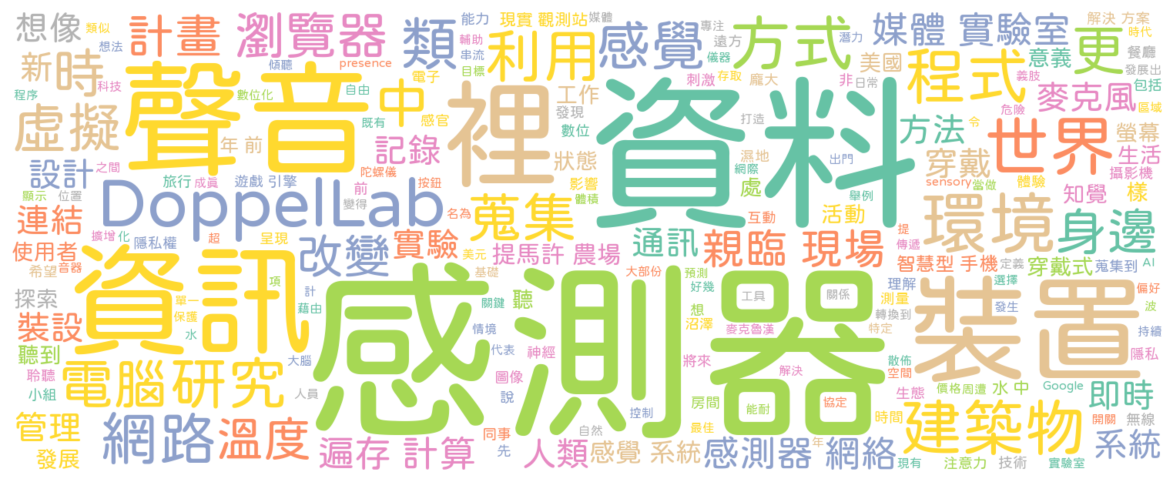 想像
類似
想法
計畫
瀏覽器
類
能力
輔助
串流
目標
現實 觀測站
媒體
利用
感覺
專注
遠方
儀器
方式
潛力
媒體 實驗室
更
解決 方案
時代
餐廳
新
時
科技
程序
傾聽
presence
數位化
自由
電子
中
感官
裡
工作
發現
刺激
存取
龐大
美國
非
日常
程式
意義
義肢
發展出
包括
麥克風
區域
虛擬
聲音
年 前
既有
記錄
狀態
數位
打造
濕地
網際
資料
方法
危險
令
世界
螢幕
生活
攝影機
設計
之間
顯示
位置
旅行
成真
遊戲 引擎
陀螺儀
前
按鈕
變得
影響
體積
處
出門
舉例
穿戴
sensory
當做
體驗
知覺
樣
連結
DoppelLab
名為
蒐集
互動
活動
環境
身邊
使用者
擴增
化
隱私權
超
呈現
改變
實驗
美元
提馬許 農場
通訊
親臨 現場
提
傳遞
智慧型 手機
定義
穿戴式
蒐集到
AI
希望
音器
資訊
項
計
基礎
大部份
預測
好幾
工具
關係
理解
測量
選擇
發生
偏好
波
探索
單一
保護
藉由
關鍵
聽
想
沼澤
麥克魯漢
轉換到
特定
持續
裝設
水
感測器
情境
代表
神經
將來
解決
散佈
空間
裝置
隱私
聽到
大腦
聆聽
電腦研究
圖像
說
房間
能耐
協定
生態
價格
周遭
水 中
Google
即時
小組
人員
控制
時間
開關
無線
管理
網路
溫度
同事
先
自然
最佳
建築物
發展
遍存 計算
人類
感覺 系統
感測器 網絡
年
現有
注意力
技術
實驗室
系統